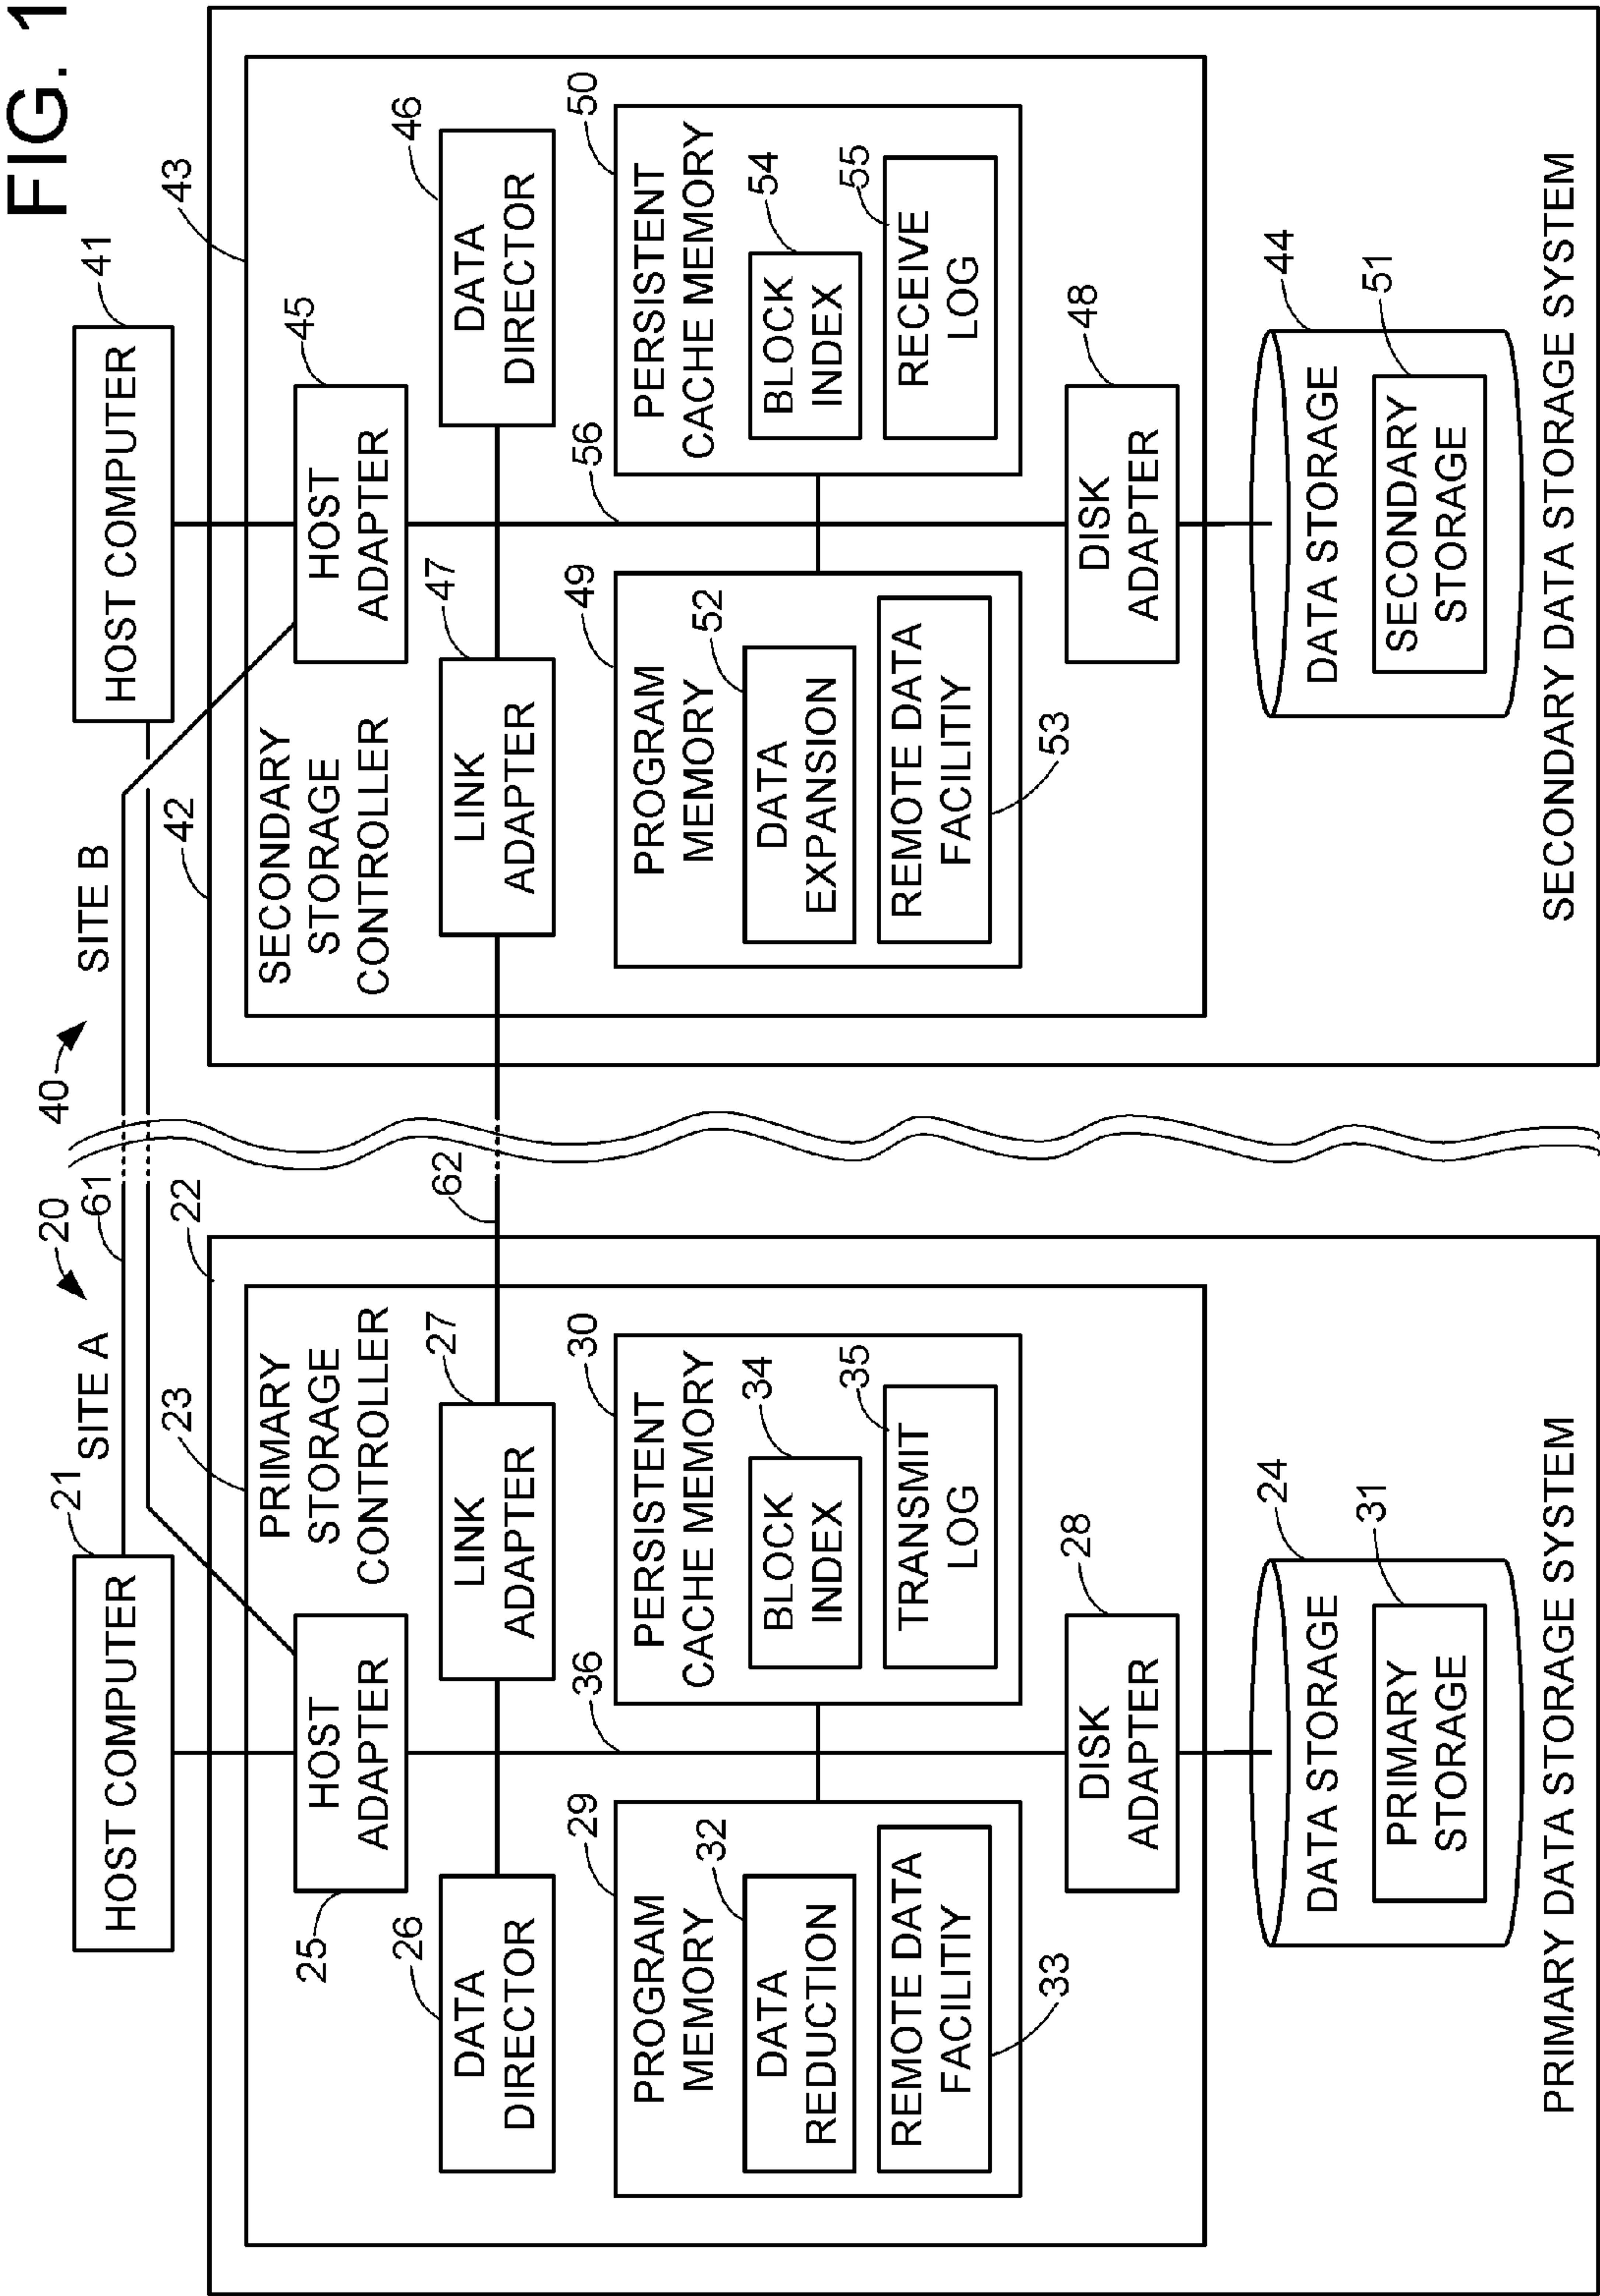 FIG. 1
20
SITE A
61
40
SITE B
21
HOST COMPUTER
41
HOST COMPUTER
22
23
PRIMARY
STORAGE
CONTROLLER
25
HOST
ADAPTER
26
DATA
DIRECTOR
27
LINK
ADAPTER
62
36
29
PROGRAM
MEMORY
32
DATA
REDUCTION
REMOTE DATA
FACILITIY
33
30
PERSISTENT
CACHE MEMORY
34
BLOCK
INDEX
35
TRANSMIT
LOG
28
DISK
ADAPTER
24
DATA STORAGE
31
PRIMARY
STORAGE
PRIMARY DATA STORAGE SYSTEM
42
43
SECONDARY
STORAGE
CONTROLLER
45
HOST
ADAPTER
47
LINK
ADAPTER
46
DATA
DIRECTOR
56
49
PROGRAM
MEMORY
52
DATA
EXPANSION
REMOTE DATA
FACILITIY
53
50
PERSISTENT
CACHE MEMORY
54
BLOCK
INDEX
55
RECEIVE
LOG
48
DISK
ADAPTER
44
DATA STORAGE
51
SECONDARY
STORAGE
SECONDARY DATA STORAGE SYSTEM